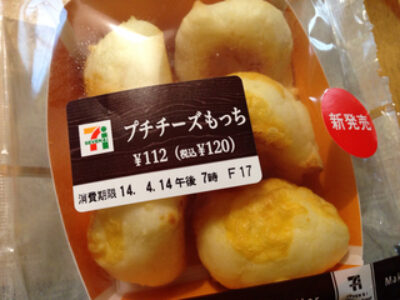 プチチーズもっち
¥112 (税込¥120)
消費期限 14. 4.14 午後 7時 F17
新発売